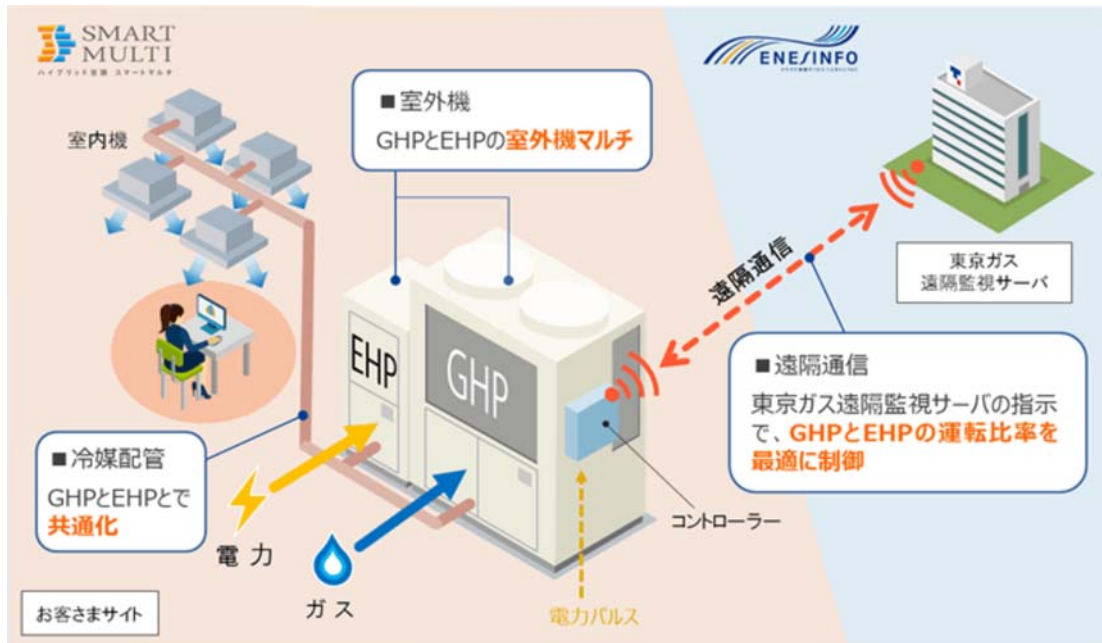 SMART
MULTI
ハイブリッド空調 スマートマルチ
ENESINFO
室内機
■室外機
GHPとEHPの室外機マルチ
遠隔通信
東京ガス
遠隔監視サーバ
EHP
GHP
■遠隔通信
東京ガス遠隔監視サーバの指示
で、GHPとEHPの運転比率を
最適に制御
■冷媒配管
GHPとEHPとで
共通化
コントローラー
電力
ガス
電力パルス
お客さまサイト